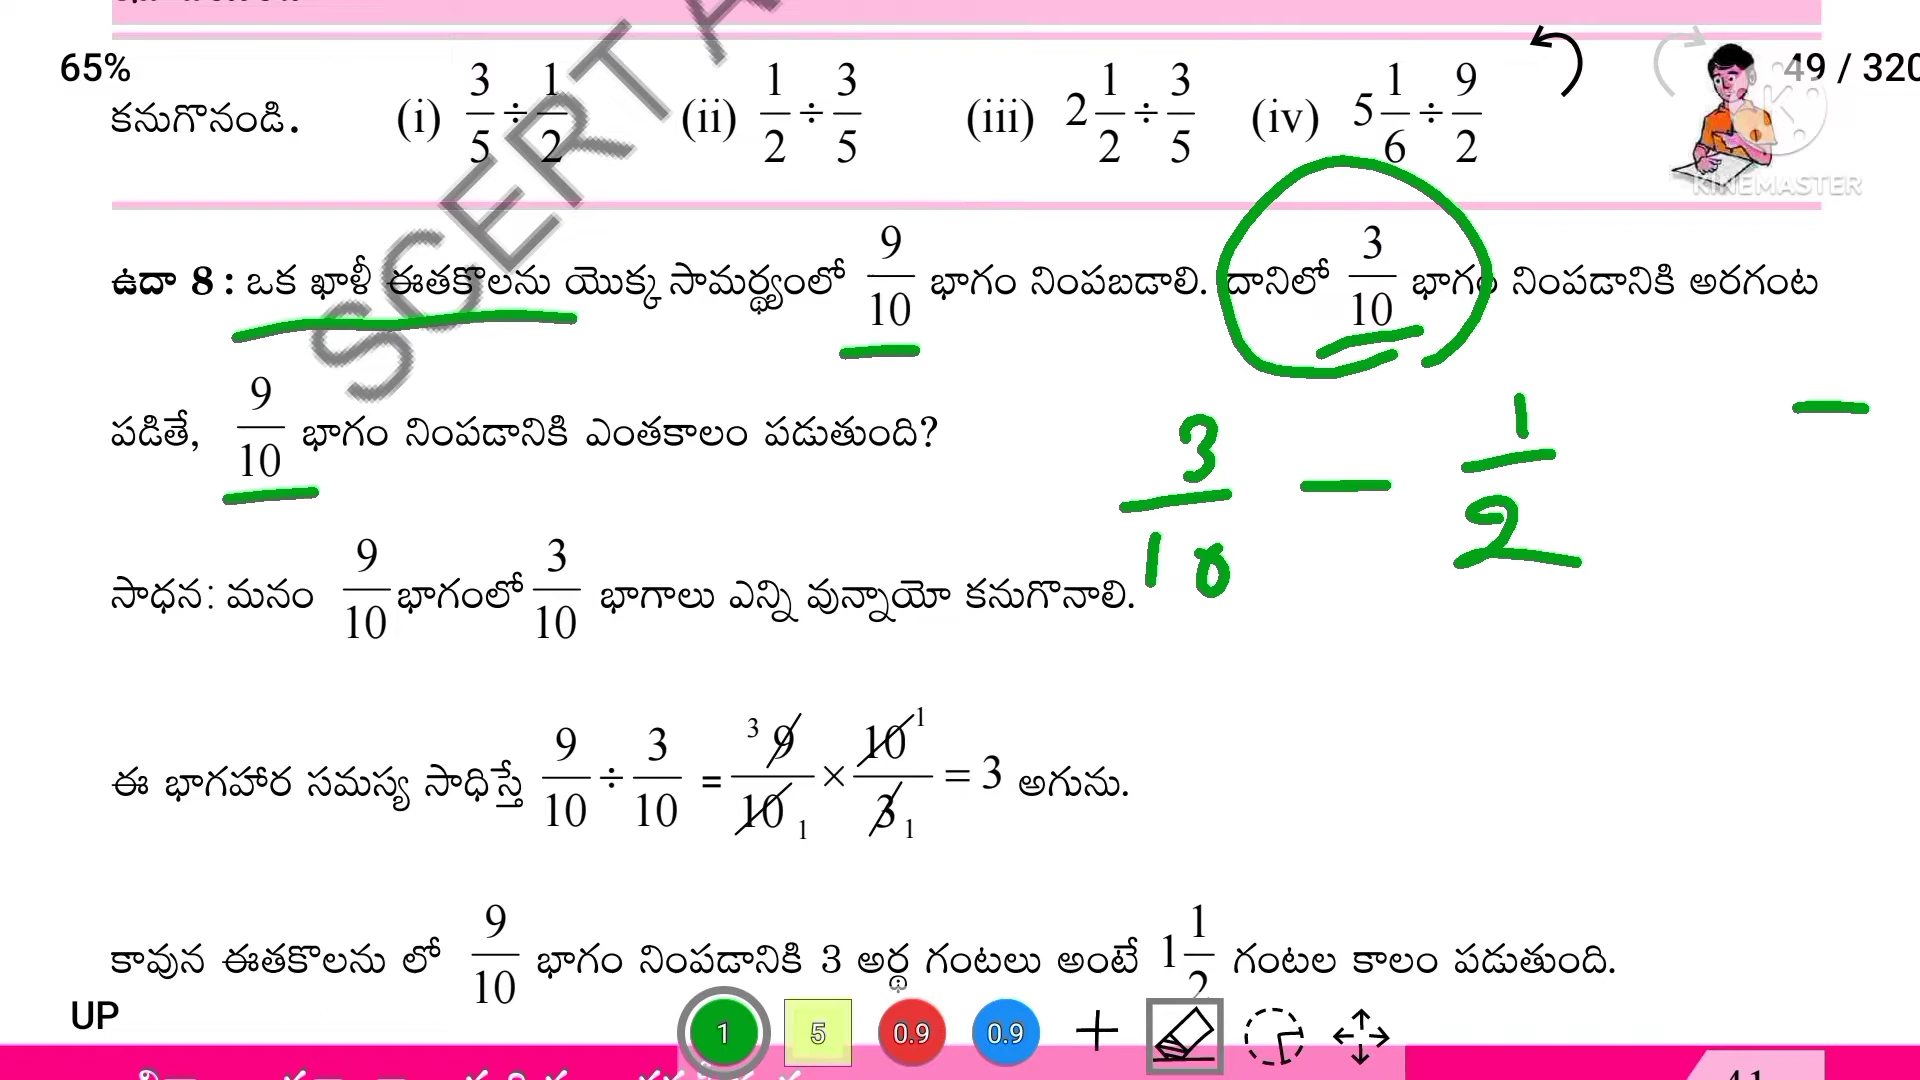 65%
49 / 320
కనుగొనండి. (i) 3/5 ÷ 1/2 (ii) 1/2 ÷ 3/5 (iii) 2 1/2 ÷ 3/5 (iv) 5 1/6 ÷ 9/2
KINEMASTER
SCERT A
ఉదా 8 : ఒక ఖాళీ ఈతకొలను యొక్క సామర్థ్యంలో 9/10 భాగం నింపబడాలి. దానిలో 3/10 భాగం నింపడానికి అరగంట
పడితే, 9/10 భాగం నింపడానికి ఎంతకాలం పడుతుంది?
3/10 — 1/2 —
సాధన: మనం 9/10 భాగంలో 3/10 భాగాలు ఎన్ని వున్నాయో కనుగొనాలి.
ఈ భాగహార సమస్య సాధిస్తే 9/10 ÷ 3/10 = 3 9/10 1 × 10 1/3 1 = 3 అగును.
కావున ఈతకొలను లో 9/10 భాగం నింపడానికి 3 అర్ధ గంటలు అంటే 1 1/2 గంటల కాలం పడుతుంది.
UP
1 5 0.9 0.9